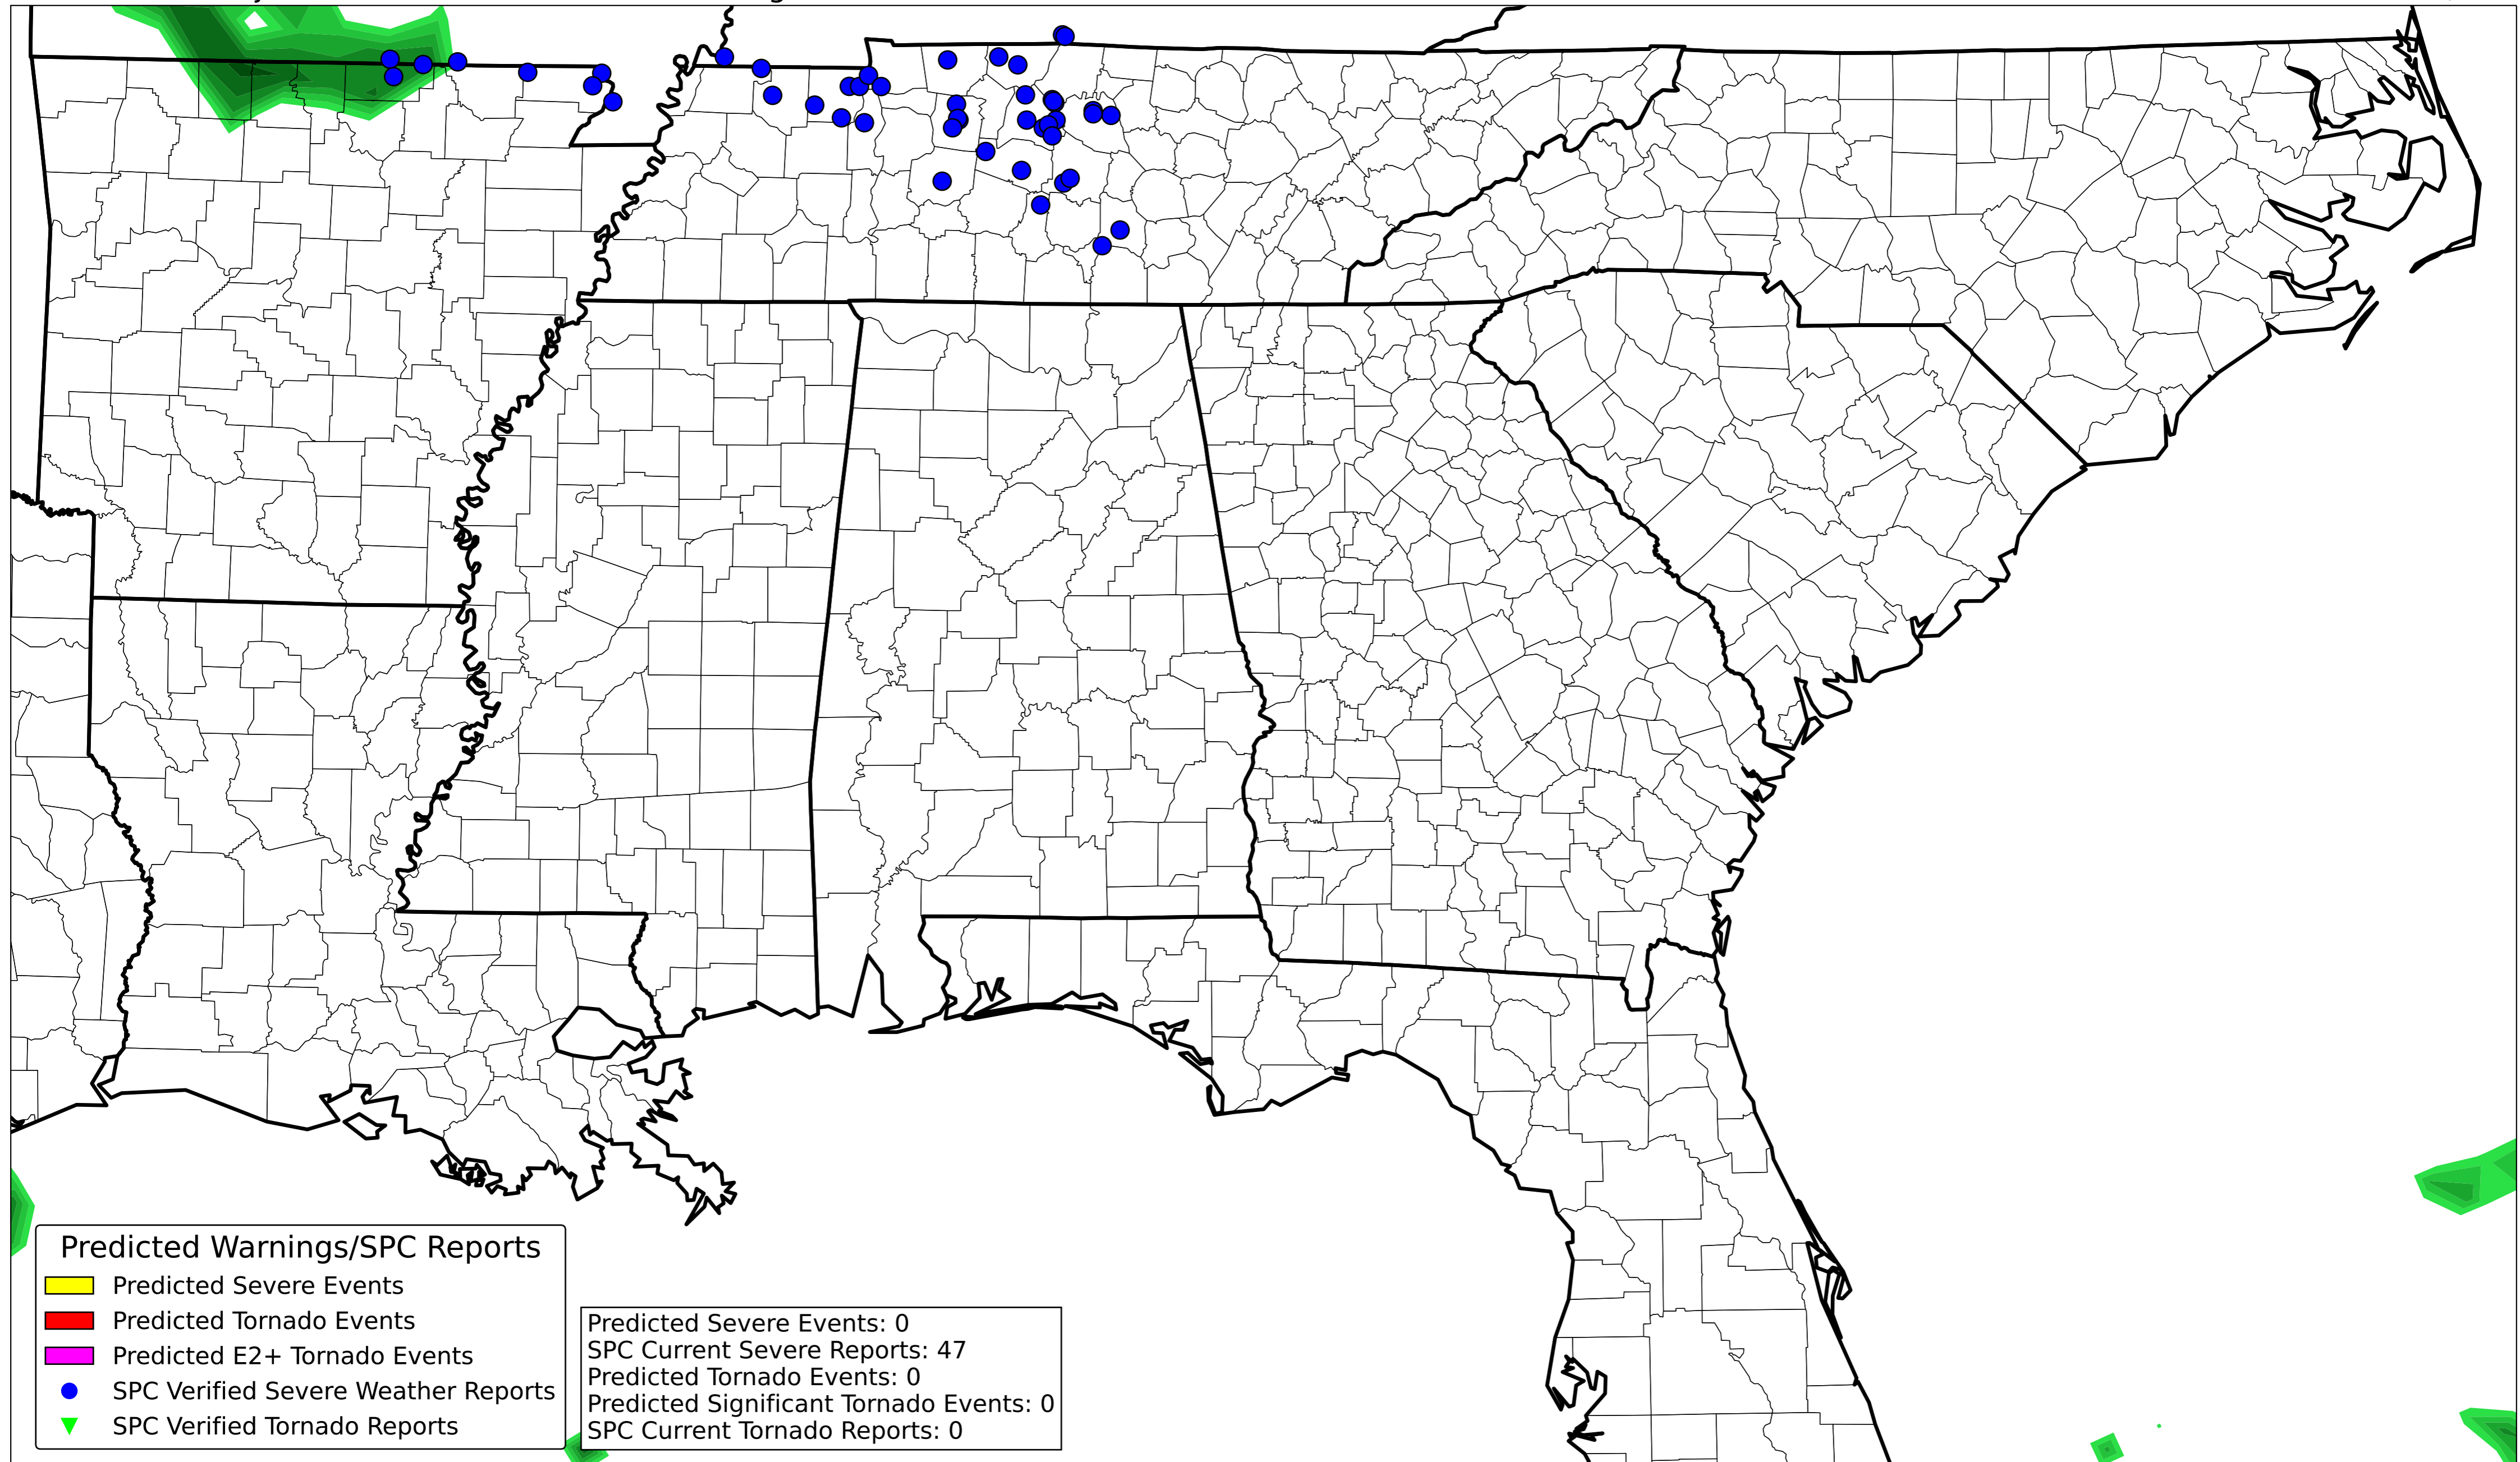 Predicted Warnings/SPC Reports
Predicted Severe Events
Predicted Tornado Events
Predicted E2+ Tornado Events
SPC Verified Severe Weather Reports
SPC Verified Tornado Reports
Predicted Severe Events: 0
SPC Current Severe Reports: 47
Predicted Tornado Events: 0
Predicted Significant Tornado Events: 0
SPC Current Tornado Reports: 0